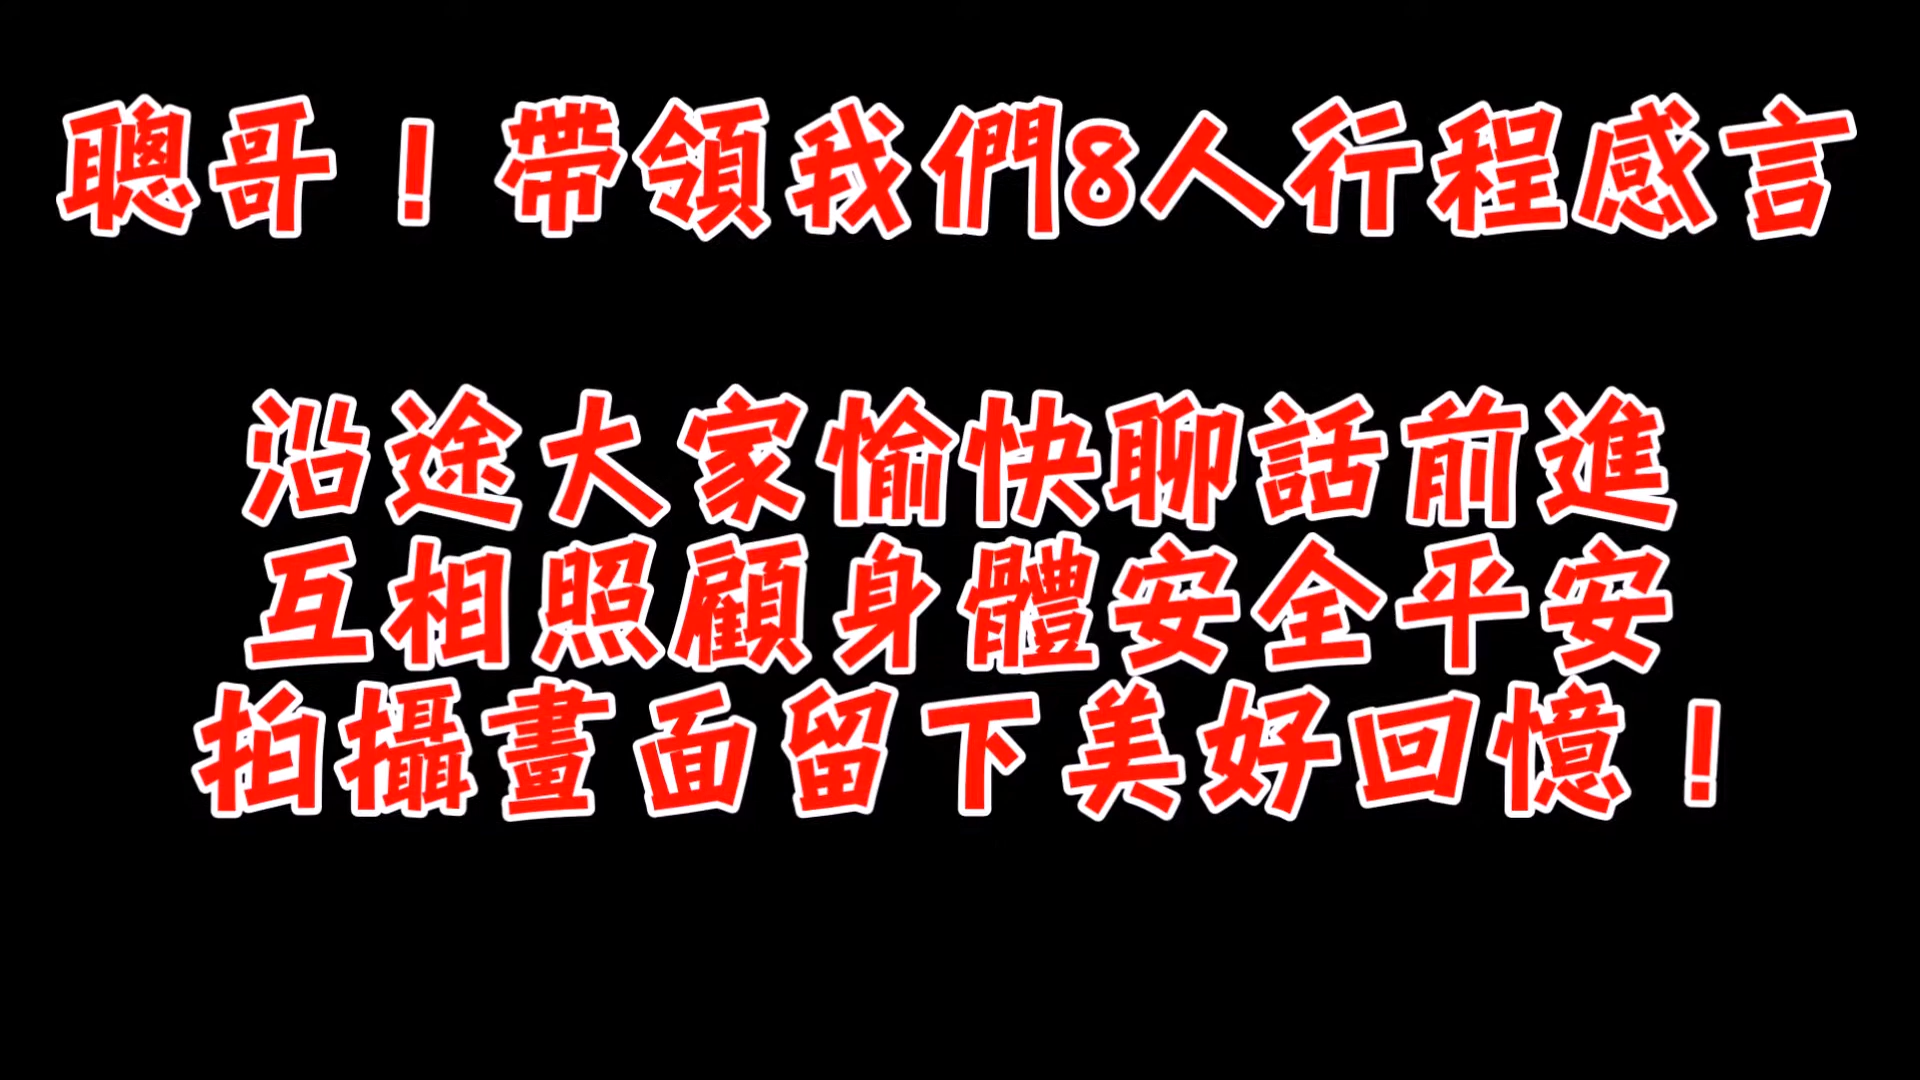 聰哥！帶領我們8人行程感言
沿途大家愉快聊話前進
互相照顧身體安全平安
拍攝畫面留下美好回憶！